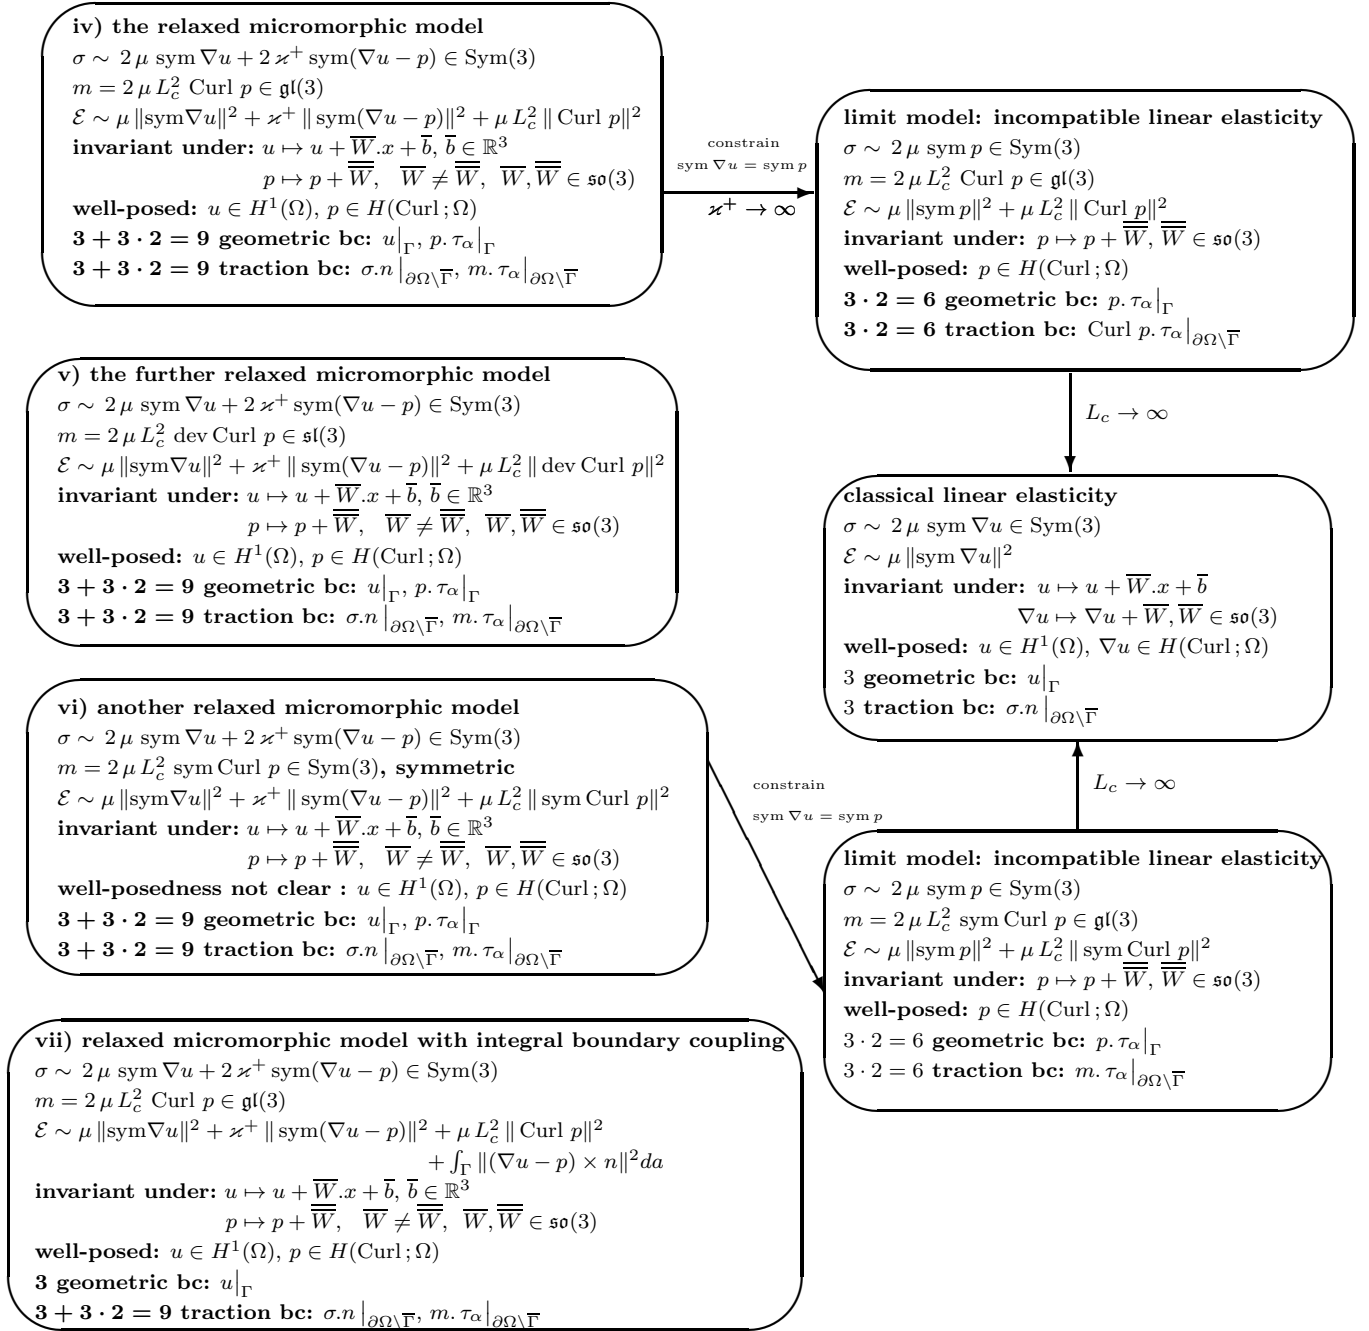 iv) the relaxed micromorphic model
σ ∼ 2 μ sym ∇u + 2 ϰ⁺ sym(∇u − p) ∈ Sym(3)
m = 2 μ L_c² Curl p ∈ 𝔤𝔩(3)
ℰ ∼ μ ‖sym∇u‖² + ϰ⁺ ‖ sym(∇u − p)‖² + μ L_c² ‖ Curl p‖²
invariant under: u ↦ u + W̅.x + b̅, b̅ ∈ ℝ³
p ↦ p + W̿, W̅ ≠ W̿, W̅, W̿ ∈ 𝔰𝔬(3)
well-posed: u ∈ H¹(Ω), p ∈ H(Curl ; Ω)
3 + 3 · 2 = 9 geometric bc: u|_Γ, p. τ_α|_Γ
3 + 3 · 2 = 9 traction bc: σ.n |_{∂Ω\Γ̅}, m. τ_α|_{∂Ω\Γ̅}
constrain
sym ∇u = sym p
ϰ⁺ → ∞
limit model: incompatible linear elasticity
σ ∼ 2 μ sym p ∈ Sym(3)
m = 2 μ L_c² Curl p ∈ 𝔤𝔩(3)
ℰ ∼ μ ‖sym p‖² + μ L_c² ‖ Curl p‖²
invariant under: p ↦ p + W̿, W̿ ∈ 𝔰𝔬(3)
well-posed: p ∈ H(Curl ; Ω)
3 · 2 = 6 geometric bc: p. τ_α|_Γ
3 · 2 = 6 traction bc: Curl p. τ_α|_{∂Ω\Γ̅}
L_c → ∞
v) the further relaxed micromorphic model
σ ∼ 2 μ sym ∇u + 2 ϰ⁺ sym(∇u − p) ∈ Sym(3)
m = 2 μ L_c² dev Curl p ∈ 𝔰𝔩(3)
ℰ ∼ μ ‖sym∇u‖² + ϰ⁺ ‖ sym(∇u − p)‖² + μ L_c² ‖ dev Curl p‖²
invariant under: u ↦ u + W̅.x + b̅, b̅ ∈ ℝ³
p ↦ p + W̿, W̅ ≠ W̿, W̅, W̿ ∈ 𝔰𝔬(3)
well-posed: u ∈ H¹(Ω), p ∈ H(Curl ; Ω)
3 + 3 · 2 = 9 geometric bc: u|_Γ, p. τ_α|_Γ
3 + 3 · 2 = 9 traction bc: σ.n |_{∂Ω\Γ̅}, m. τ_α|_{∂Ω\Γ̅}
classical linear elasticity
σ ∼ 2 μ sym ∇u ∈ Sym(3)
ℰ ∼ μ ‖sym ∇u‖²
invariant under: u ↦ u + W̅.x + b̅
∇u ↦ ∇u + W̅, W̅ ∈ 𝔰𝔬(3)
well-posed: u ∈ H¹(Ω), ∇u ∈ H(Curl ; Ω)
3 geometric bc: u|_Γ
3 traction bc: σ.n |_{∂Ω\Γ̅}
vi) another relaxed micromorphic model
σ ∼ 2 μ sym ∇u + 2 ϰ⁺ sym(∇u − p) ∈ Sym(3)
m = 2 μ L_c² sym Curl p ∈ Sym(3), symmetric
ℰ ∼ μ ‖sym∇u‖² + ϰ⁺ ‖ sym(∇u − p)‖² + μ L_c² ‖ sym Curl p‖²
invariant under: u ↦ u + W̅.x + b̅, b̅ ∈ ℝ³
p ↦ p + W̿, W̅ ≠ W̿, W̅, W̿ ∈ 𝔰𝔬(3)
well-posedness not clear : u ∈ H¹(Ω), p ∈ H(Curl ; Ω)
3 + 3 · 2 = 9 geometric bc: u|_Γ, p. τ_α|_Γ
3 + 3 · 2 = 9 traction bc: σ.n |_{∂Ω\Γ̅}, m. τ_α|_{∂Ω\Γ̅}
constrain
sym ∇u = sym p
L_c → ∞
limit model: incompatible linear elasticity
σ ∼ 2 μ sym p ∈ Sym(3)
m = 2 μ L_c² sym Curl p ∈ 𝔤𝔩(3)
ℰ ∼ μ ‖sym p‖² + μ L_c² ‖ sym Curl p‖²
invariant under: p ↦ p + W̿, W̿ ∈ 𝔰𝔬(3)
well-posed: p ∈ H(Curl ; Ω)
3 · 2 = 6 geometric bc: p. τ_α|_Γ
3 · 2 = 6 traction bc: m. τ_α|_{∂Ω\Γ̅}
vii) relaxed micromorphic model with integral boundary coupling
σ ∼ 2 μ sym ∇u + 2 ϰ⁺ sym(∇u − p) ∈ Sym(3)
m = 2 μ L_c² Curl p ∈ 𝔤𝔩(3)
ℰ ∼ μ ‖sym∇u‖² + ϰ⁺ ‖ sym(∇u − p)‖² + μ L_c² ‖ Curl p‖²
+ ∫_Γ ‖(∇u − p) × n‖² da
invariant under: u ↦ u + W̅.x + b̅, b̅ ∈ ℝ³
p ↦ p + W̿, W̅ ≠ W̿, W̅, W̿ ∈ 𝔰𝔬(3)
well-posed: u ∈ H¹(Ω), p ∈ H(Curl ; Ω)
3 geometric bc: u|_Γ
3 + 3 · 2 = 9 traction bc: σ.n |_{∂Ω\Γ̅}, m. τ_α|_{∂Ω\Γ̅}